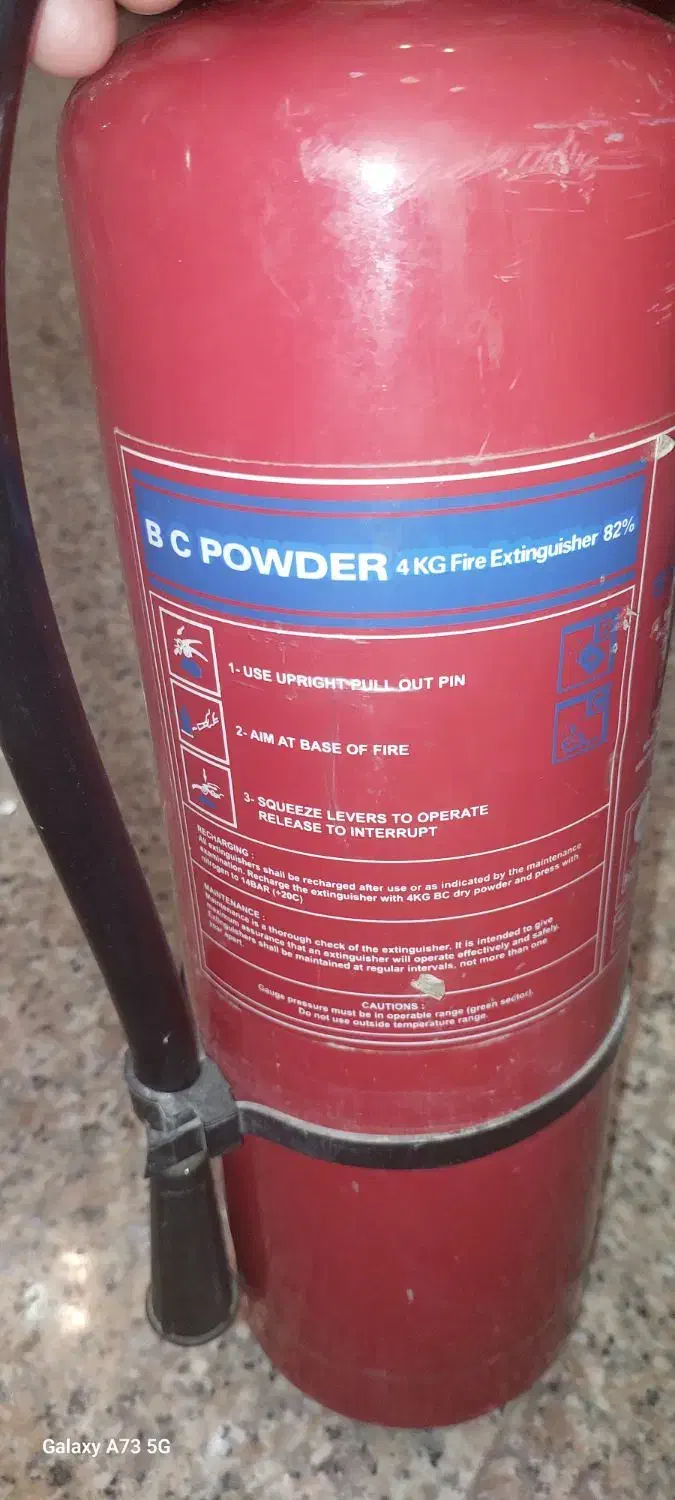 B C POWDER 4 KG Fire Extinguisher 82%
1- USE UPRIGHT PULL OUT PIN
2- AIM AT BASE OF FIRE
3- SQUEEZE LEVERS TO OPERATE
RELEASE TO INTERRUPT
RECHARGING :
All extinguishers shall be recharged after use or as indicated by the maintenance
examination. Recharge the extinguisher with 4KG BC dry powder and press with
nitrogen to 14BAR (+20C)
MAINTENANCE :
Maintenance is a thorough check of the extinguisher. It is intended to give
maximum assurance that an extinguisher will operate effectively and safely.
Extinguishers shall be maintained at regular intervals, not more than one
year apart.
CAUTIONS :
Gauge pressure must be in operable range (green sector).
Do not use outside temperature range.
Galaxy A73 5G